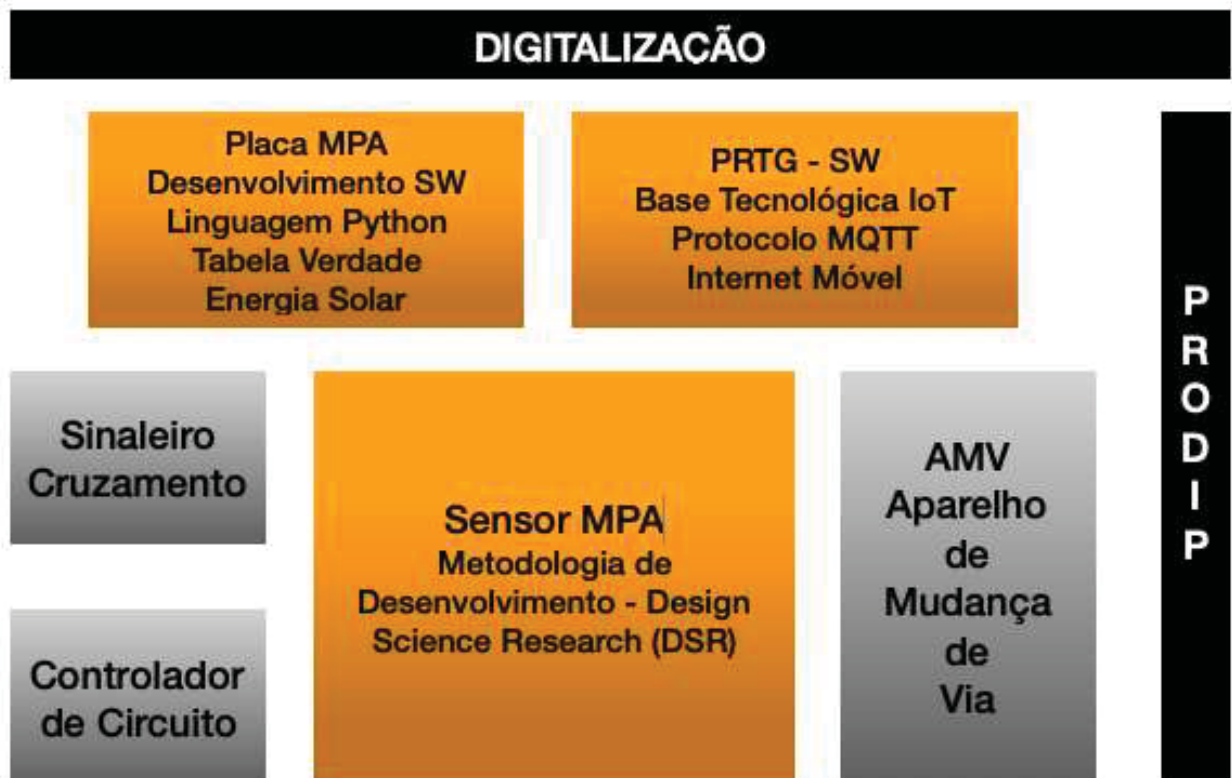 DIGITALIZAÇÃO
Placa MPA
Desenvolvimento SW
Linguagem Python
Tabela Verdade
Energia Solar
PRTG - SW
Base Tecnológica IoT
Protocolo MQTT
Internet Móvel
PRODIP
Sinaleiro
Cruzamento
Sensor MPA
Metodologia de
Desenvolvimento - Design
Science Research (DSR)
AMV
Aparelho
de
Mudança
de
Via
Controlador
de Circuito